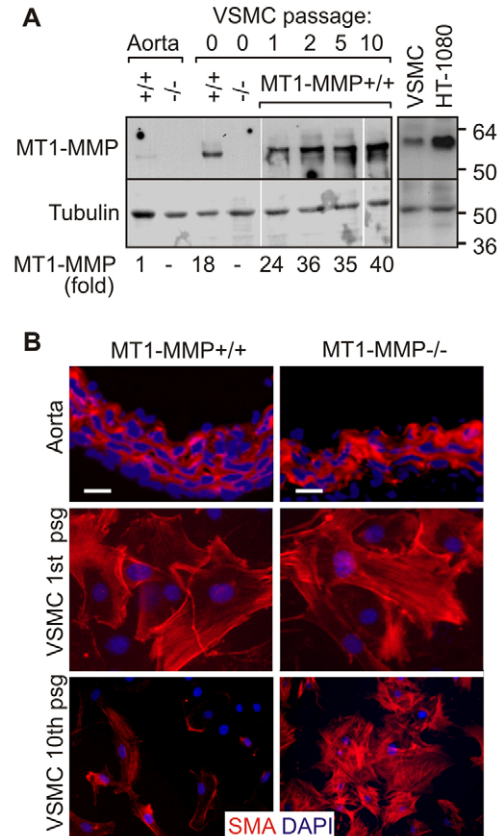 A
VSMC passage:
Aorta 0 0 1 2 5 10
+/+ -/- +/+ -/- MT1-MMP+/+ VSMC HT-1080
MT1-MMP 64
50
Tubulin 50
36
MT1-MMP 1 - 18 - 24 36 35 40
(fold)
B
MT1-MMP+/+ MT1-MMP-/-
Aorta
VSMC 1st psg
VSMC 10th psg
SMA DAPI